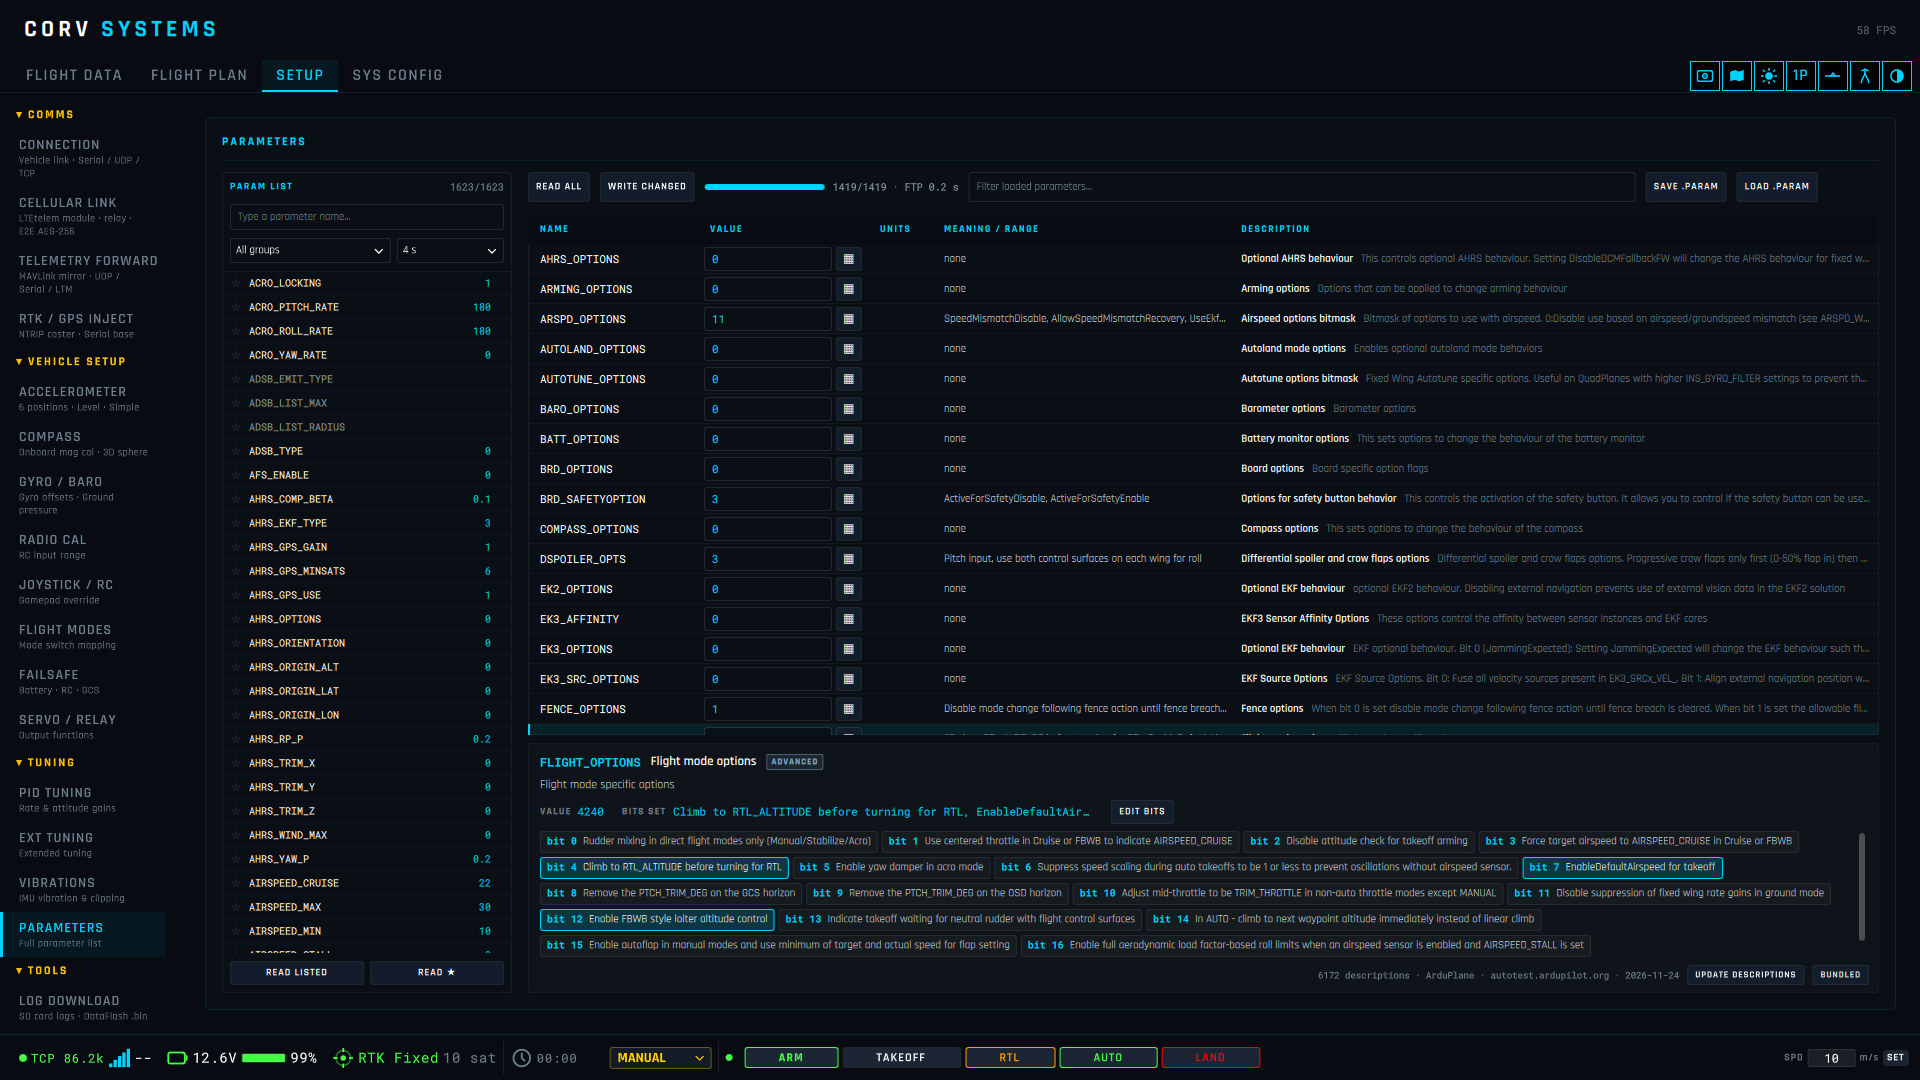 CORV SYSTEMS
58 FPS
FLIGHT DATA FLIGHT PLAN SETUP SYS CONFIG
1P
▾ COMMS
CONNECTION
Vehicle link · Serial / UDP /
TCP
CELLULAR LINK
LTEtelem module · relay ·
E2E AES-256
TELEMETRY FORWARD
MAVLink mirror · UDP /
Serial / LTM
RTK / GPS INJECT
NTRIP caster · Serial base
▾ VEHICLE SETUP
ACCELEROMETER
6 positions · Level · Simple
COMPASS
Onboard mag cal · 3D sphere
GYRO / BARO
Gyro offsets · Ground
pressure
RADIO CAL
RC input range
JOYSTICK / RC
Gamepad override
FLIGHT MODES
Mode switch mapping
FAILSAFE
Battery · RC · GCS
SERVO / RELAY
Output functions
▾ TUNING
PID TUNING
Rate & attitude gains
EXT TUNING
Extended tuning
VIBRATIONS
IMU vibration & clipping
PARAMETERS
Full parameter list
▾ TOOLS
LOG DOWNLOAD
SD card logs · DataFlash .bin
PARAMETERS
PARAM LIST 1623/1623
Type a parameter name...
All groups 4 s
ACRO_LOCKING 1
ACRO_PITCH_RATE 180
ACRO_ROLL_RATE 180
ACRO_YAW_RATE 0
ADSB_EMIT_TYPE
ADSB_LIST_MAX
ADSB_LIST_RADIUS
ADSB_TYPE 0
AFS_ENABLE 0
AHRS_COMP_BETA 0.1
AHRS_EKF_TYPE 3
AHRS_GPS_GAIN 1
AHRS_GPS_MINSATS 6
AHRS_GPS_USE 1
AHRS_OPTIONS 0
AHRS_ORIENTATION 0
AHRS_ORIGIN_ALT 0
AHRS_ORIGIN_LAT 0
AHRS_ORIGIN_LON 0
AHRS_RP_P 0.2
AHRS_TRIM_X 0
AHRS_TRIM_Y 0
AHRS_TRIM_Z 0
AHRS_WIND_MAX 0
AHRS_YAW_P 0.2
AIRSPEED_CRUISE 22
AIRSPEED_MAX 30
AIRSPEED_MIN 10
READ LISTED READ ★
READ ALL WRITE CHANGED 1419/1419 · FTP 0.2 s Filter loaded parameters... SAVE .PARAM LOAD .PARAM
NAME VALUE UNITS MEANING / RANGE DESCRIPTION
AHRS_OPTIONS 0 none Optional AHRS behaviour This controls optional AHRS behaviour. Setting DisableDCMFallbackFW will change the AHRS behaviour for fixed w...
ARMING_OPTIONS 0 none Arming options Options that can be applied to change arming behaviour
ARSPD_OPTIONS 11 SpeedMismatchDisable, AllowSpeedMismatchRecovery, UseEkf... Airspeed options bitmask Bitmask of options to use with airspeed. 0:Disable use based on airspeed/groundspeed mismatch (see ARSPD_W...
AUTOLAND_OPTIONS 0 none Autoland mode options Enables optional autoland mode behaviors
AUTOTUNE_OPTIONS 0 none Autotune options bitmask Fixed Wing Autotune specific options. Useful on QuadPlanes with higher INS_GYRO_FILTER settings to prevent th...
BARO_OPTIONS 0 none Barometer options Barometer options
BATT_OPTIONS 0 none Battery monitor options This sets options to change the behaviour of the battery monitor
BRD_OPTIONS 0 none Board options Board specific option flags
BRD_SAFETYOPTION 3 ActiveForSafetyDisable, ActiveForSafetyEnable Options for safety button behavior This controls the activation of the safety button. It allows you to control if the safety button can be use...
COMPASS_OPTIONS 0 none Compass options This sets options to change the behaviour of the compass
DSPOILER_OPTS 3 Pitch input, use both control surfaces on each wing for roll Differential spoiler and crow flaps options Differential spoiler and crow flaps options. Progressive crow flaps only first (0-50% flap in) then ...
EK2_OPTIONS 0 none Optional EKF behaviour optional EKF2 behaviour. Disabling external navigation prevents use of external vision data in the EKF2 solution
EK3_AFFINITY 0 none EKF3 Sensor Affinity Options These options control the affinity between sensor instances and EKF cores
EK3_OPTIONS 0 none Optional EKF behaviour EKF optional behaviour. Bit 0 (JammingExpected): Setting JammingExpected will change the EKF behaviour such th...
EK3_SRC_OPTIONS 0 none EKF Source Options EKF Source Options. Bit 0: Fuse all velocity sources present in EK3_SRCx_VEL_. Bit 1: Align external navigation position w...
FENCE_OPTIONS 1 Disable mode change following fence action until fence breach... Fence options When bit 0 is set disable mode change following fence action until fence breach is cleared. When bit 1 is set the allowable fli...
FLIGHT_OPTIONS Flight mode options ADVANCED
Flight mode specific options
VALUE 4240 BITS SET Climb to RTL_ALTITUDE before turning for RTL, EnableDefaultAir... EDIT BITS
bit 0 Rudder mixing in direct flight modes only (Manual/Stabilize/Acro) bit 1 Use centered throttle in Cruise or FBWB to indicate AIRSPEED_CRUISE bit 2 Disable attitude check for takeoff arming bit 3 Force target airspeed to AIRSPEED_CRUISE in Cruise or FBWB
bit 4 Climb to RTL_ALTITUDE before turning for RTL bit 5 Enable yaw damper in acro mode bit 6 Suppress speed scaling during auto takeoffs to be 1 or less to prevent oscillations without airspeed sensor. bit 7 EnableDefaultAirspeed for takeoff
bit 8 Remove the PTCH_TRIM_DEG on the GCS horizon bit 9 Remove the PTCH_TRIM_DEG on the OSD horizon bit 10 Adjust mid-throttle to be TRIM_THROTTLE in non-auto throttle modes except MANUAL bit 11 Disable suppression of fixed wing rate gains in ground mode
bit 12 Enable FBWB style loiter altitude control bit 13 Indicate takeoff waiting for neutral rudder with flight control surfaces bit 14 In AUTO - climb to next waypoint altitude immediately instead of linear climb
bit 15 Enable autoflap in manual modes and use minimum of target and actual speed for flap setting bit 16 Enable full aerodynamic load factor-based roll limits when an airspeed sensor is enabled and AIRSPEED_STALL is set
6172 descriptions · ArduPlane · autotest.ardupilot.org · 2026-11-24 UPDATE DESCRIPTIONS BUNDLED
TCP 86.2k -- 12.6V 99% RTK Fixed 10 sat 00:00 MANUAL ARM TAKEOFF RTL AUTO LAND SPD 10 m/s SET